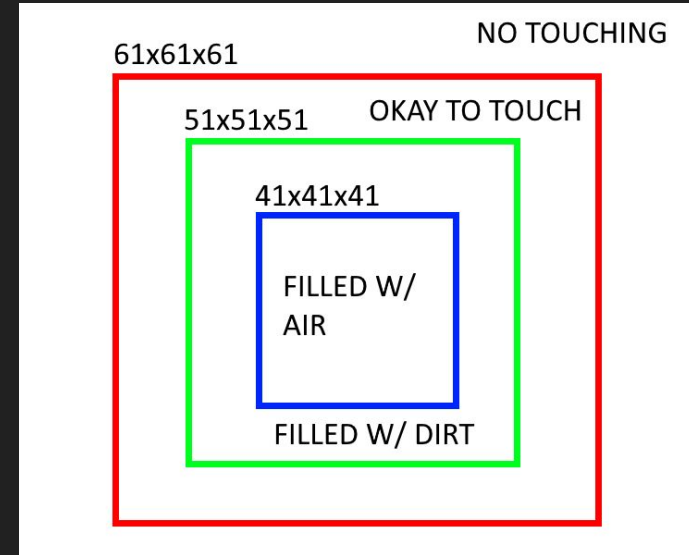 NO TOUCHING
61x61x61
OKAY TO TOUCH
51x51x51
41x41x41
FILLED W/
AIR
FILLED W/ DIRT